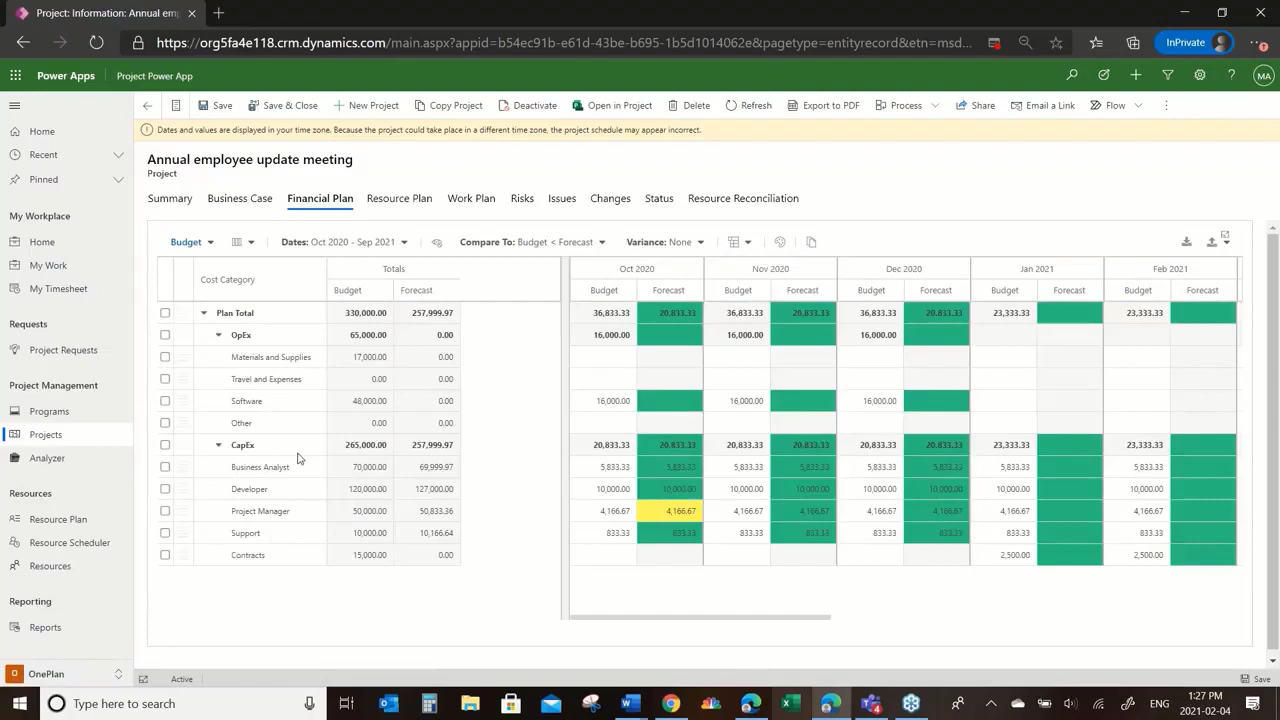 Project: Information: Annual emp
https://org5fa4e118.crm.dynamics.com/main.aspx?appid=b54ec91b-e61d-43be-b695-1b5d1014062e&pagetype=entityrecord&etn=msd...
InPrivate
Power Apps Project Power App
MA
Save Save & Close New Project Copy Project Deactivate Open in Project Delete Refresh Export to PDF Process Share Email a Link Flow
Dates and values are displayed in your time zone. Because the project could take place in a different time zone, the project schedule may appear incorrect.
Home
Recent
Pinned
My Workplace
Home
My Work
My Timesheet
Requests
Project Requests
Project Management
Programs
Projects
Analyzer
Resources
Resource Plan
Resource Scheduler
Resources
Reporting
Reports
O OnePlan
Annual employee update meeting
Project
Summary Business Case Financial Plan Resource Plan Work Plan Risks Issues Changes Status Resource Reconciliation
Budget Dates: Oct 2020 - Sep 2021 Compare To: Budget < Forecast Variance: None
Cost Category Totals Oct 2020 Nov 2020 Dec 2020 Jan 2021 Feb 2021
Budget Forecast Budget Forecast Budget Forecast Budget Forecast Budget Forecast Budget Forecast
Plan Total 330,000.00 257,999.97 36,833.33 20,833.33 36,833.33 20,833.33 36,833.33 20,833.33 23,333.33 23,333.33
OpEx 65,000.00 0.00 16,000.00 16,000.00 16,000.00
Materials and Supplies 17,000.00 0.00
Travel and Expenses 0.00 0.00
Software 48,000.00 0.00 16,000.00 16,000.00 16,000.00
Other 0.00 0.00
CapEx 265,000.00 257,999.97 20,833.33 20,833.33 20,833.33 20,833.33 20,833.33 20,833.33 23,333.33 23,333.33
Business Analyst 70,000.00 69,999.97 5,833.33 5,833.33 5,833.33 5,833.33 5,833.33 5,833.33 5,833.33 5,833.33
Developer 120,000.00 127,000.00 10,000.00 10,000.00 10,000.00 10,000.00 10,000.00 10,000.00 10,000.00 10,000.00
Project Manager 50,000.00 50,833.36 4,166.67 4,166.67 4,166.67 4,166.67 4,166.67 4,166.67 4,166.67 4,166.67
Support 10,000.00 10,166.64 833.33 833.33 833.33 833.33 833.33 833.33 833.33 833.33
Contracts 15,000.00 0.00 2,500.00 2,500.00
Active Save
Type here to search
ENG
1:27 PM
2021-02-04